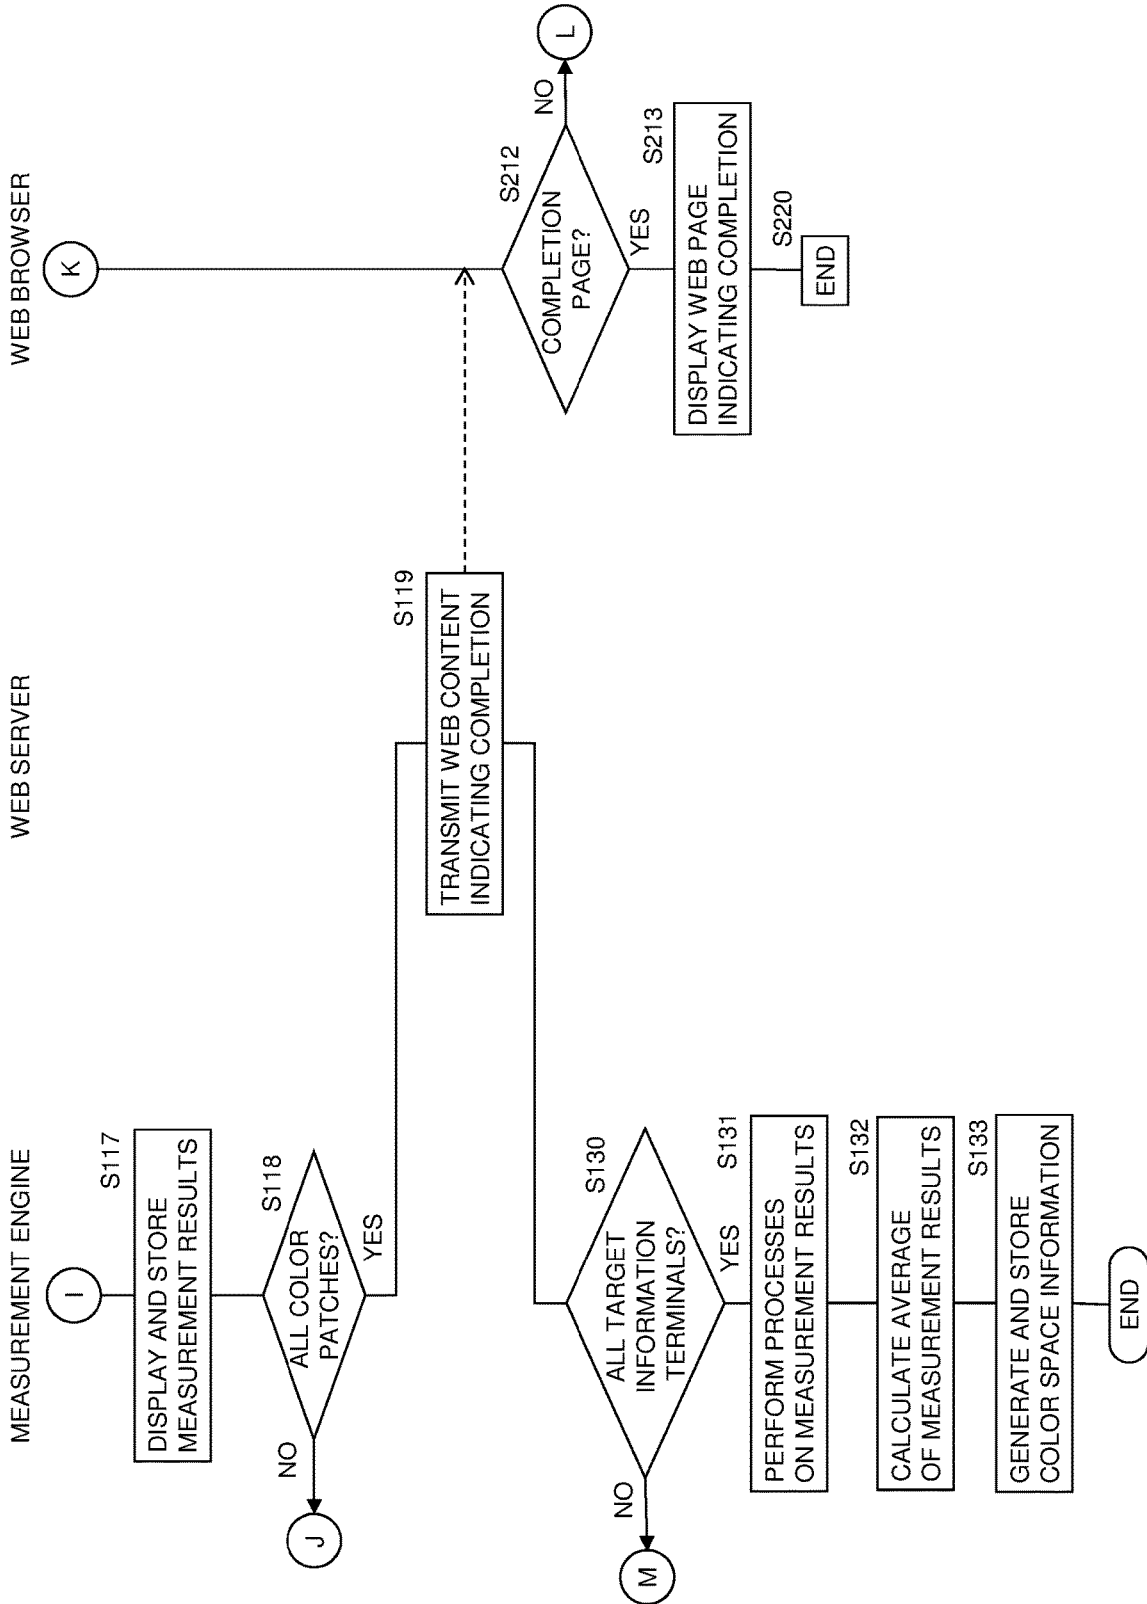 MEASUREMENT ENGINE
WEB SERVER
WEB BROWSER
I
S117
DISPLAY AND STORE
MEASUREMENT RESULTS
S118
ALL COLOR
PATCHES?
NO
J
YES
S119
TRANSMIT WEB CONTENT
INDICATING COMPLETION
S130
ALL TARGET
INFORMATION
TERMINALS?
NO
M
YES
S131
PERFORM PROCESSES
ON MEASUREMENT RESULTS
S132
CALCULATE AVERAGE
OF MEASUREMENT RESULTS
S133
GENERATE AND STORE
COLOR SPACE INFORMATION
END
K
S212
COMPLETION
PAGE?
NO
L
YES
S213
DISPLAY WEB PAGE
INDICATING COMPLETION
S220
END